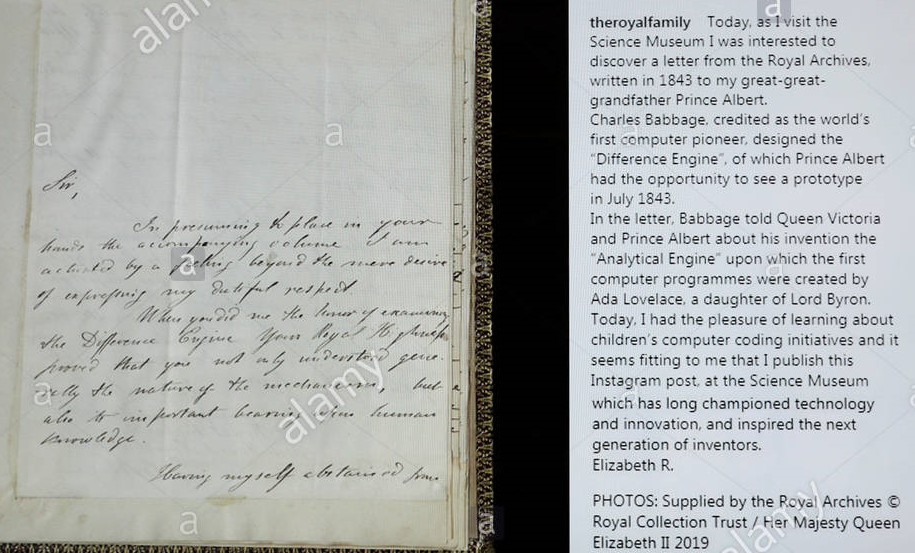 Sir,
In presuming to place in your
hands the accompanying volume I am
actuated by a feeling beyond the mere desire
of expressing my dutiful respect
When you did me the honor of examining
the Difference Engine Your Royal Highness
proved that you not only understood gene-
rally the nature of the mechanism, but
also its important bearing upon human
knowledge.
Having myself abstained from
theroyalfamily Today, as I visit the
Science Museum I was interested to
discover a letter from the Royal Archives,
written in 1843 to my great-great-
grandfather Prince Albert.
Charles Babbage, credited as the world's
first computer pioneer, designed the
"Difference Engine", of which Prince Albert
had the opportunity to see a prototype
in July 1843.
In the letter, Babbage told Queen Victoria
and Prince Albert about his invention the
"Analytical Engine" upon which the first
computer programmes were created by
Ada Lovelace, a daughter of Lord Byron.
Today, I had the pleasure of learning about
children's computer coding initiatives and it
seems fitting to me that I publish this
Instagram post, at the Science Museum
which has long championed technology
and innovation, and inspired the next
generation of inventors.
Elizabeth R.
PHOTOS: Supplied by the Royal Archives ©
Royal Collection Trust / Her Majesty Queen
Elizabeth II 2019
alamy
alamy
alamy
alamy
a
a
a
a
a
a